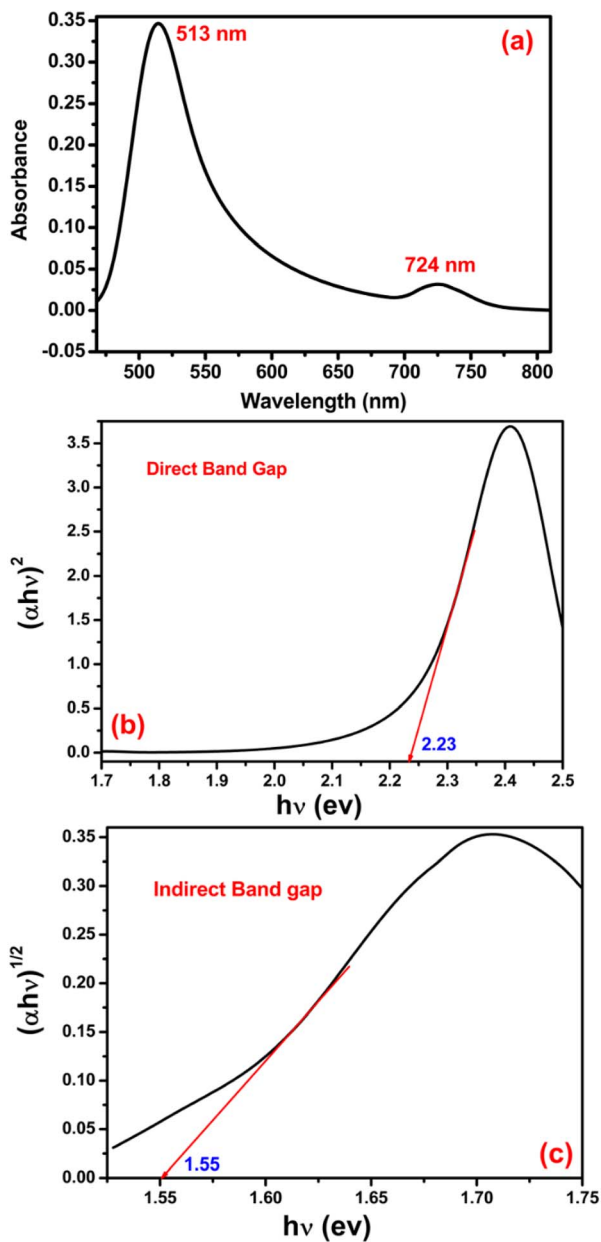 513 nm
(a)
724 nm
Absorbance
0.35
0.30
0.25
0.20
0.15
0.10
0.05
0.00
-0.05
500 550 600 650 700 750 800
Wavelength (nm)
Direct Band Gap
(αhν)²
3.5
3.0
2.5
2.0
1.5
1.0
0.5
0.0
(b)
2.23
1.7 1.8 1.9 2.0 2.1 2.2 2.3 2.4 2.5
hν (ev)
Indirect Band gap
(αhν)^1/2
0.35
0.30
0.25
0.20
0.15
0.10
0.05
0.00
1.55
(c)
1.55 1.60 1.65 1.70 1.75
hν (ev)